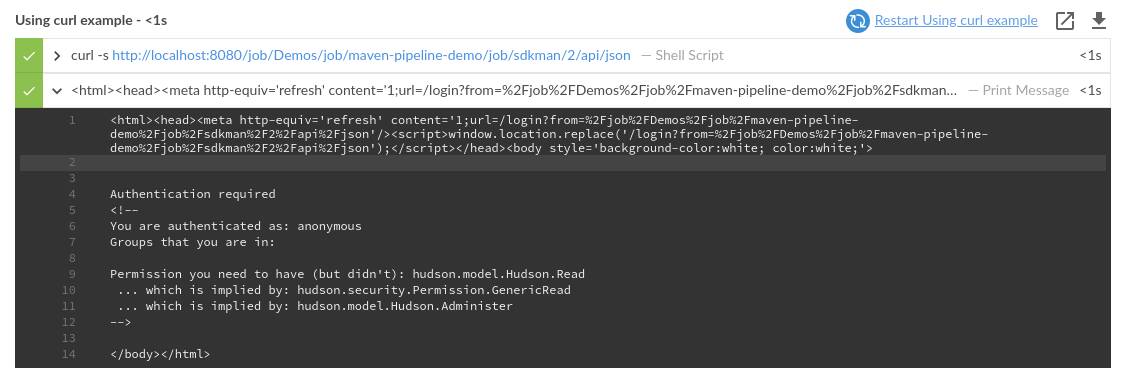 Using curl example - <1s
Restart Using curl example
curl -s http://localhost:8080/job/Demos/job/maven-pipeline-demo/job/sdkman/2/api/json — Shell Script <1s
<html><head><meta http-equiv='refresh' content='1;url=/login?from=%2Fjob%2FDemos%2Fjob%2Fmaven-pipeline-demo%2Fjob%2Fsdkman... — Print Message <1s
1 <html><head><meta http-equiv='refresh' content='1;url=/login?from=%2Fjob%2FDemos%2Fjob%2Fmaven-pipeline-
demo%2Fjob%2Fsdkman%2F2%2Fapi%2Fjson'/><script>window.location.replace('/login?from=%2Fjob%2FDemos%2Fjob%2Fmaven-pipeline-
demo%2Fjob%2Fsdkman%2F2%2Fapi%2Fjson');</script></head><body style='background-color:white; color:white;'>
2
3
4 Authentication required
5 <!--
6 You are authenticated as: anonymous
7 Groups that you are in:
8
9 Permission you need to have (but didn't): hudson.model.Hudson.Read
10 ... which is implied by: hudson.security.Permission.GenericRead
11 ... which is implied by: hudson.model.Hudson.Administer
12 -->
13
14 </body></html>